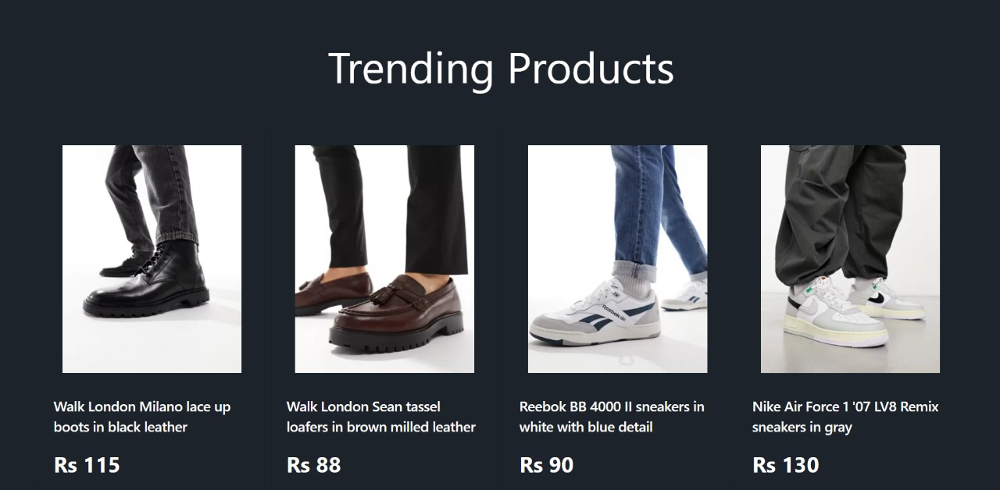 Trending Products
Walk London Milano lace up
boots in black leather
Rs 115
Walk London Sean tassel
loafers in brown milled leather
Rs 88
Reebok
Reebok BB 4000 II sneakers in
white with blue detail
Rs 90
Nike Air Force 1 '07 LV8 Remix
sneakers in gray
Rs 130